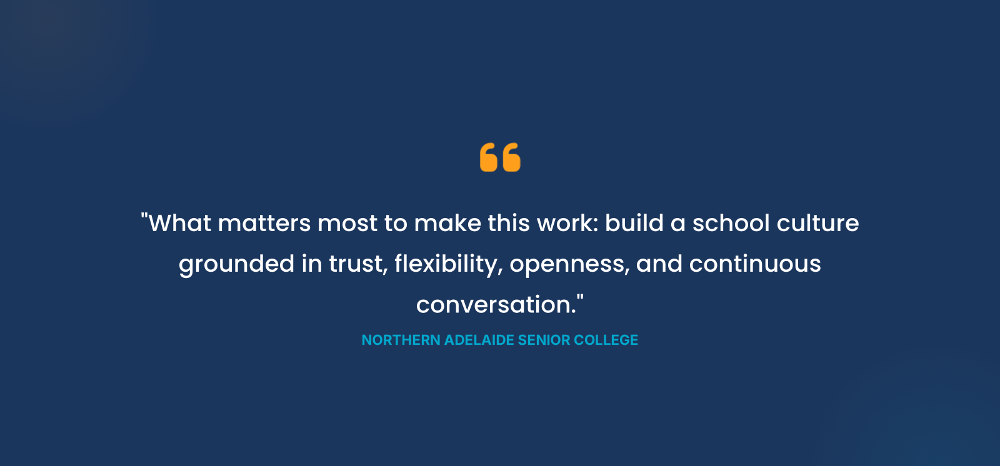 "What matters most to make this work: build a school culture
grounded in trust, flexibility, openness, and continuous
conversation."
NORTHERN ADELAIDE SENIOR COLLEGE